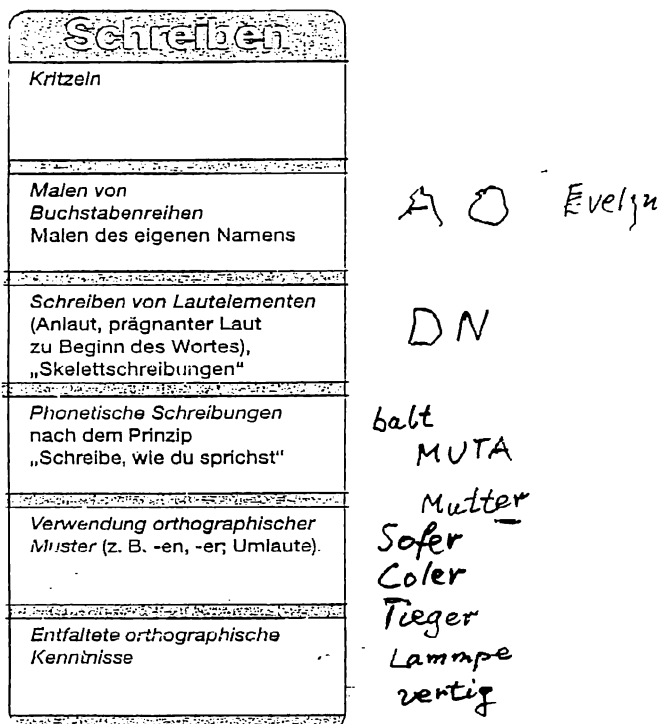 Schreiben
Kritzeln
Malen von
Buchstabenreihen
Malen des eigenen Namens
A O Evelyn
Schreiben von Lautelementen
(Anlaut, prägnanter Laut
zu Beginn des Wortes),
„Skelettschreibungen“
D N
Phonetische Schreibungen
nach dem Prinzip
„Schreibe, wie du sprichst“
balt
MUTA
Verwendung orthographischer
Muster (z. B. -en, -er; Umlaute).
Mutter
Sofer
Coler
Entfaltete orthographische
Kenntnisse
Tieger
Lammpe
vertig